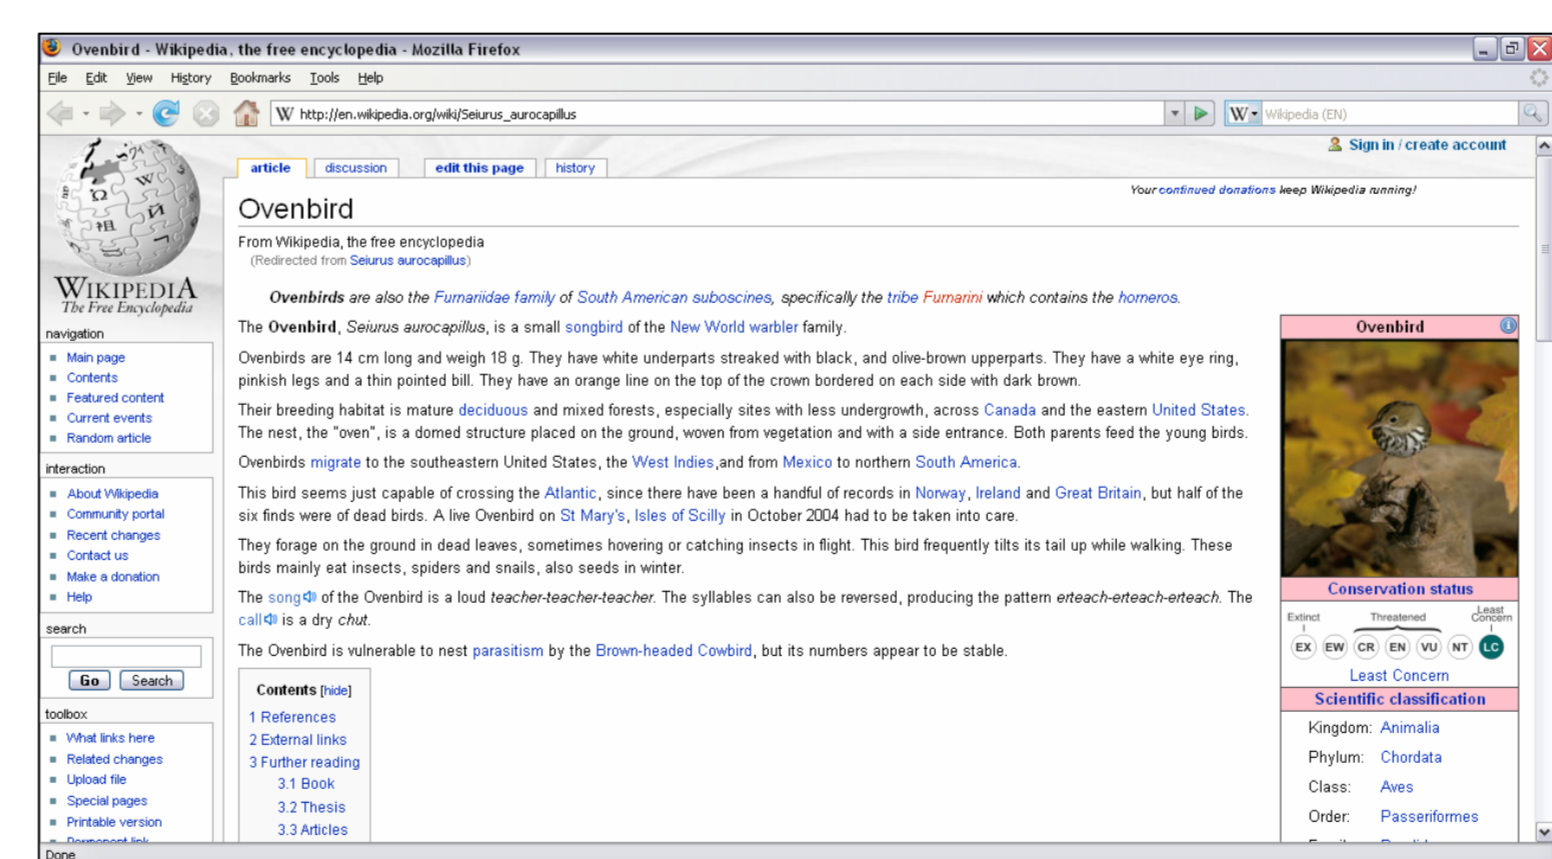 Ovenbird - Wikipedia, the free encyclopedia - Mozilla Firefox
File Edit View History Bookmarks Tools Help
W http://en.wikipedia.org/wiki/Seiurus_aurocapillus
W Wikipedia (EN)
Sign in / create account
article discussion edit this page history
Your continued donations keep Wikipedia running!
WIKIPEDIA
The Free Encyclopedia
navigation
Main page
Contents
Featured content
Current events
Random article
interaction
About Wikipedia
Community portal
Recent changes
Contact us
Make a donation
Help
search
Go Search
toolbox
What links here
Related changes
Upload file
Special pages
Printable version
Permanent link
Ovenbird
From Wikipedia, the free encyclopedia
(Redirected from Seiurus aurocapillus)
Ovenbirds are also the Furnariidae family of South American suboscines, specifically the tribe Furnarini which contains the horneros.
The Ovenbird, Seiurus aurocapillus, is a small songbird of the New World warbler family.
Ovenbirds are 14 cm long and weigh 18 g. They have white underparts streaked with black, and olive-brown upperparts. They have a white eye ring,
pinkish legs and a thin pointed bill. They have an orange line on the top of the crown bordered on each side with dark brown.
Their breeding habitat is mature deciduous and mixed forests, especially sites with less undergrowth, across Canada and the eastern United States.
The nest, the "oven", is a domed structure placed on the ground, woven from vegetation and with a side entrance. Both parents feed the young birds.
Ovenbirds migrate to the southeastern United States, the West Indies,and from Mexico to northern South America.
This bird seems just capable of crossing the Atlantic, since there have been a handful of records in Norway, Ireland and Great Britain, but half of the
six finds were of dead birds. A live Ovenbird on St Mary's, Isles of Scilly in October 2004 had to be taken into care.
They forage on the ground in dead leaves, sometimes hovering or catching insects in flight. This bird frequently tilts its tail up while walking. These
birds mainly eat insects, spiders and snails, also seeds in winter.
The song of the Ovenbird is a loud teacher-teacher-teacher. The syllables can also be reversed, producing the pattern erteach-erteach-erteach. The
call is a dry chut.
The Ovenbird is vulnerable to nest parasitism by the Brown-headed Cowbird, but its numbers appear to be stable.
Contents [hide]
1 References
2 External links
3 Further reading
3.1 Book
3.2 Thesis
3.3 Articles
Ovenbird
Conservation status
Extinct Threatened Least Concern
EX EW CR EN VU NT LC
Least Concern
Scientific classification
Kingdom: Animalia
Phylum: Chordata
Class: Aves
Order: Passeriformes
Done